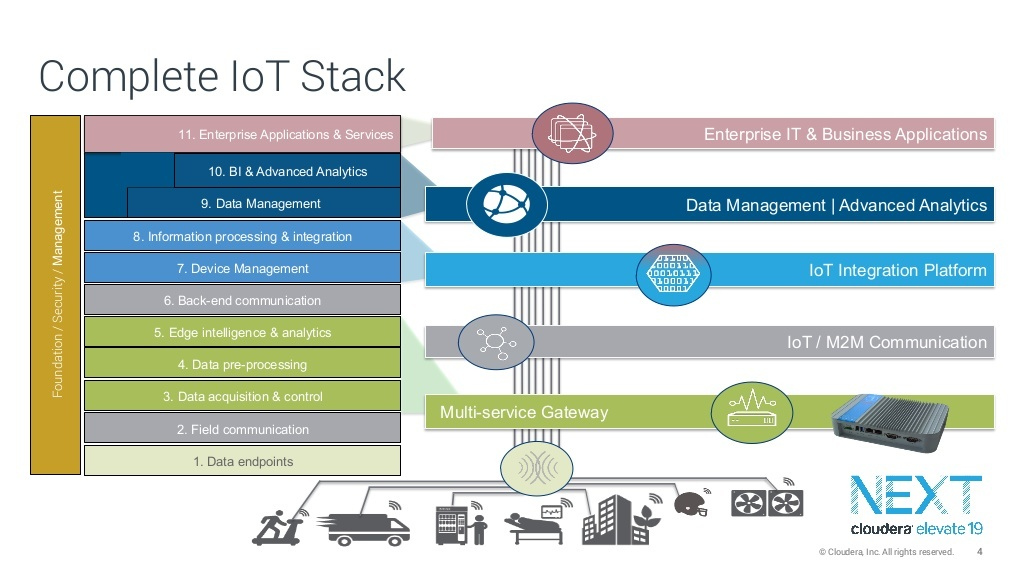 Complete IoT Stack
Foundation / Security / Management
11. Enterprise Applications & Services
10. BI & Advanced Analytics
9. Data Management
8. Information processing & integration
7. Device Management
6. Back-end communication
5. Edge intelligence & analytics
4. Data pre-processing
3. Data acquisition & control
2. Field communication
1. Data endpoints
Enterprise IT & Business Applications
Data Management | Advanced Analytics
IoT Integration Platform
IoT / M2M Communication
Multi-service Gateway
NEXT
cloudera elevate 19
© Cloudera, Inc. All rights reserved. 4